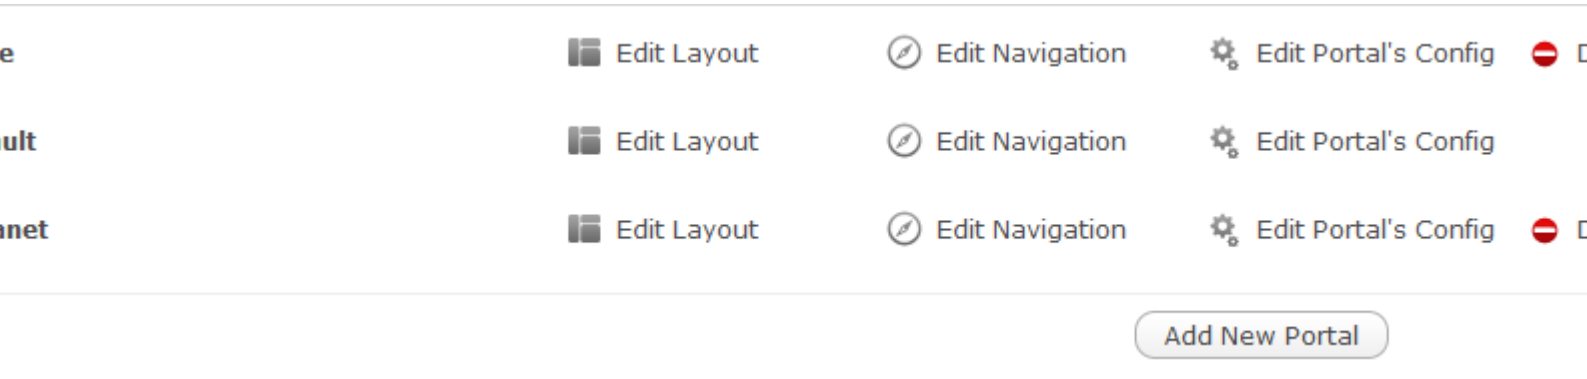 e Edit Layout Edit Navigation Edit Portal's Config D
ult Edit Layout Edit Navigation Edit Portal's Config
net Edit Layout Edit Navigation Edit Portal's Config D
Add New Portal